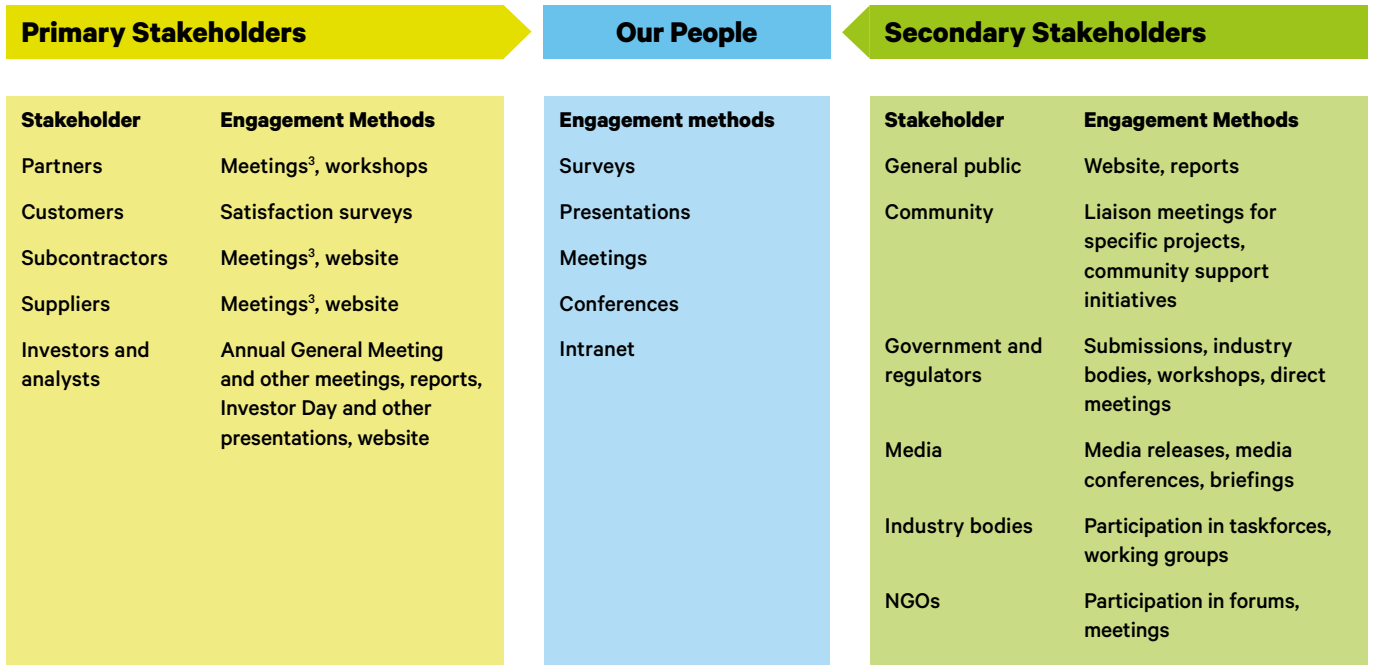 Primary Stakeholders
Stakeholder Engagement Methods
Partners Meetings³, workshops
Customers Satisfaction surveys
Subcontractors Meetings³, website
Suppliers Meetings³, website
Investors and Annual General Meeting
analysts and other meetings, reports,
Investor Day and other
presentations, website
Our People
Engagement methods
Surveys
Presentations
Meetings
Conferences
Intranet
Secondary Stakeholders
Stakeholder Engagement Methods
General public Website, reports
Community Liaison meetings for
specific projects,
community support
initiatives
Government and Submissions, industry
regulators bodies, workshops, direct
meetings
Media Media releases, media
conferences, briefings
Industry bodies Participation in taskforces,
working groups
NGOs Participation in forums,
meetings